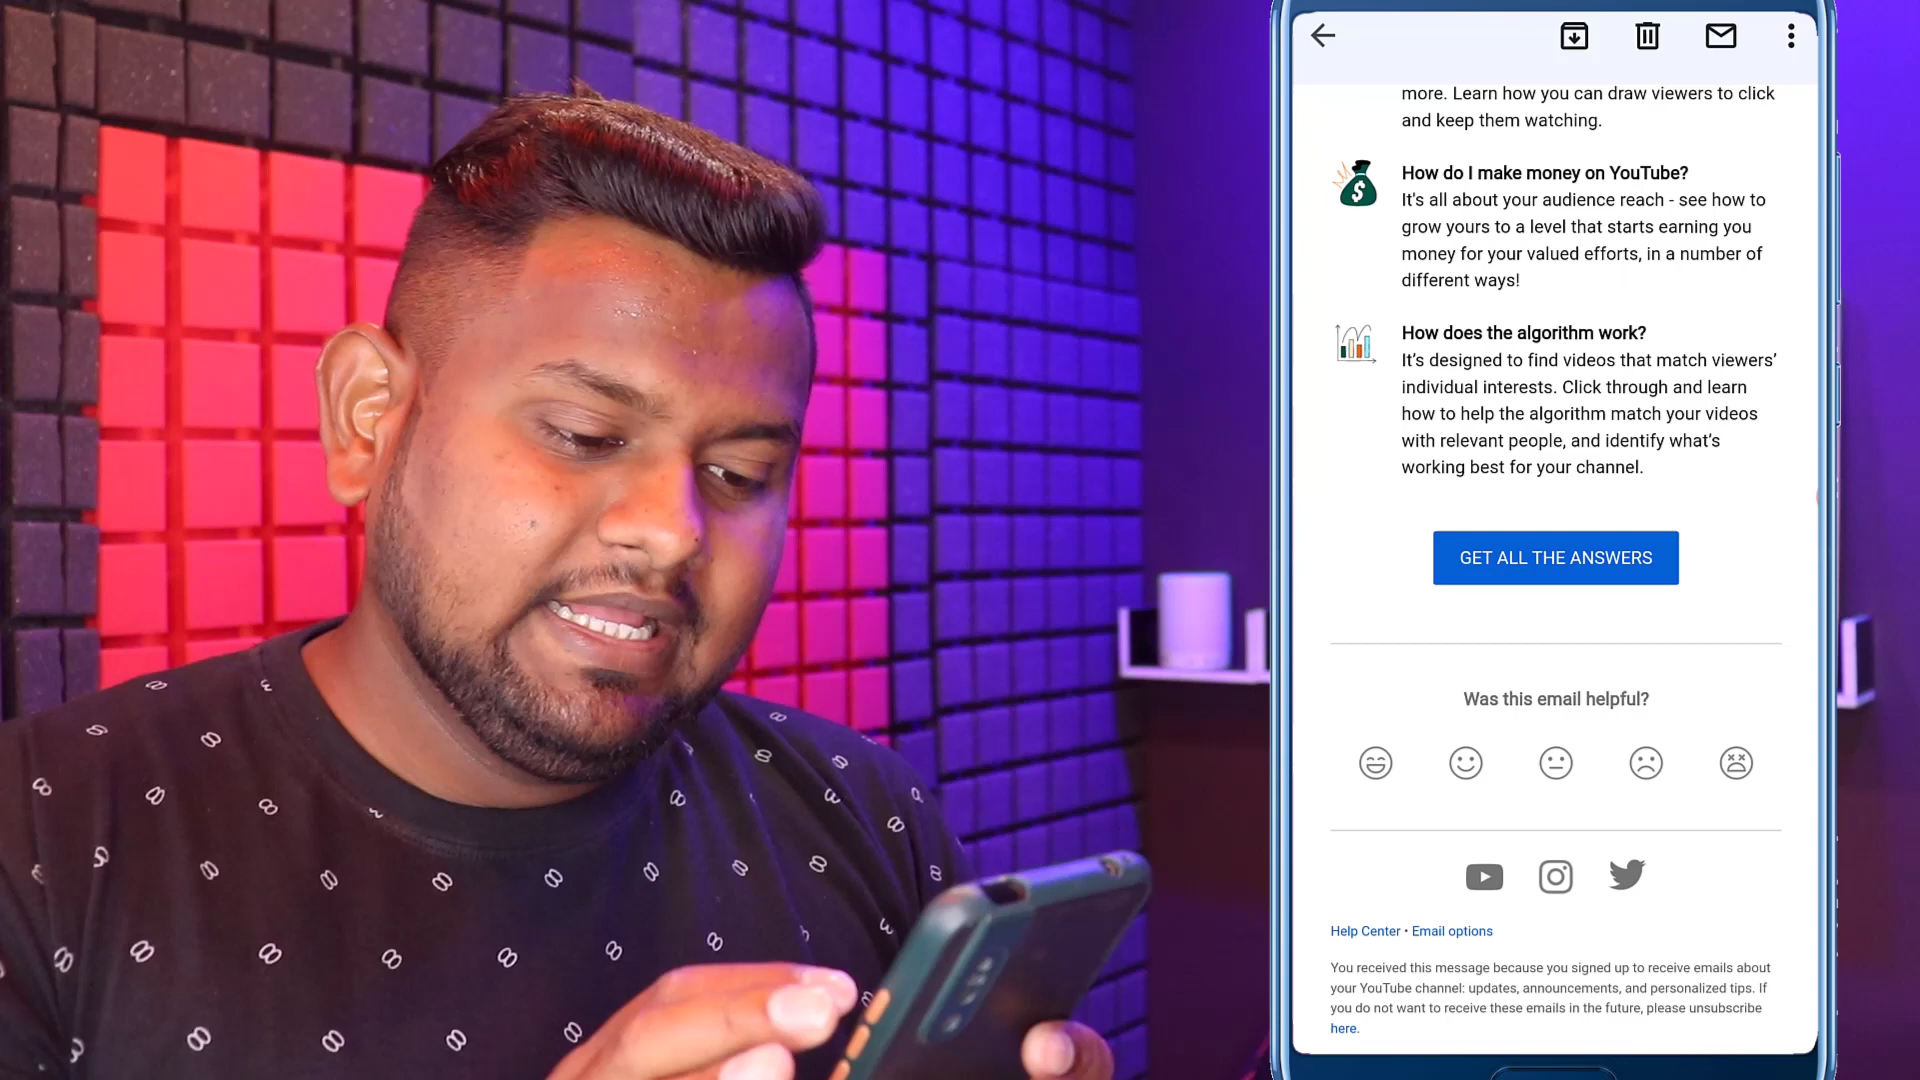 more. Learn how you can draw viewers to click
and keep them watching.
How do I make money on YouTube?
It's all about your audience reach - see how to
grow yours to a level that starts earning you
money for your valued efforts, in a number of
different ways!
How does the algorithm work?
It’s designed to find videos that match viewers’
individual interests. Click through and learn
how to help the algorithm match your videos
with relevant people, and identify what’s
working best for your channel.
GET ALL THE ANSWERS
Was this email helpful?
Help Center • Email options
You received this message because you signed up to receive emails about
your YouTube channel: updates, announcements, and personalized tips. If
you do not want to receive these emails in the future, please unsubscribe
here.